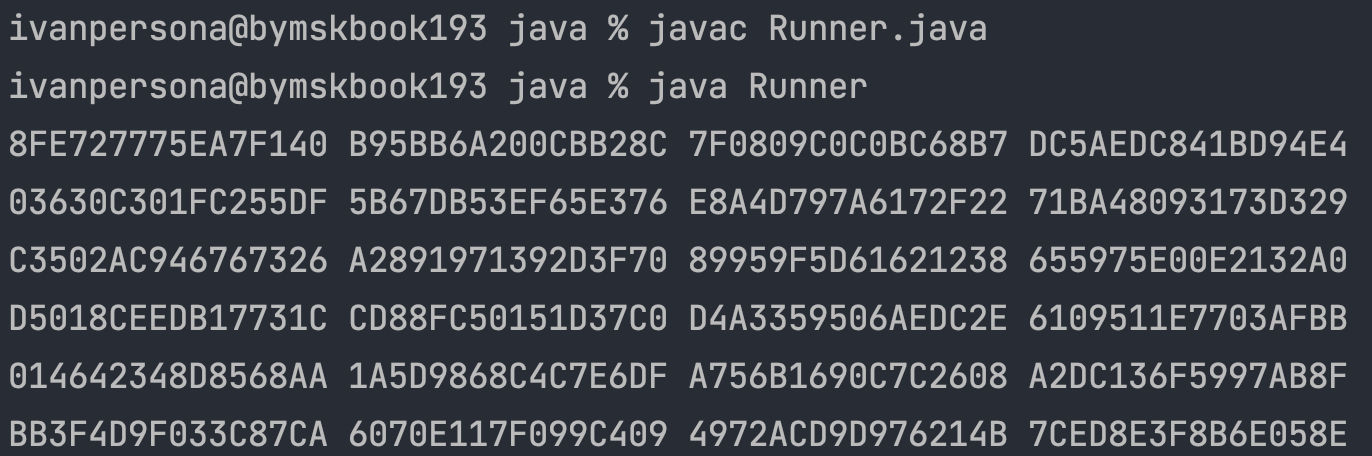 ivanpersona@bymskbook193 java % javac Runner.java
ivanpersona@bymskbook193 java % java Runner
8FE727775EA7F140 B95BB6A200CBB28C 7F0809C0C0BC68B7 DC5AEDC841BD94E4
03630C301FC255DF 5B67DB53EF65E376 E8A4D797A6172F22 71BA48093173D329
C3502AC946767326 A2891971392D3F70 89959F5D61621238 655975E00E2132A0
D5018CEEDB17731C CD88FC50151D37C0 D4A3359506AEDC2E 6109511E7703AFBB
014642348D8568AA 1A5D9868C4C7E6DF A756B1690C7C2608 A2DC136F5997AB8F
BB3F4D9F033C87CA 6070E117F099C409 4972ACD9D976214B 7CED8E3F8B6E058E